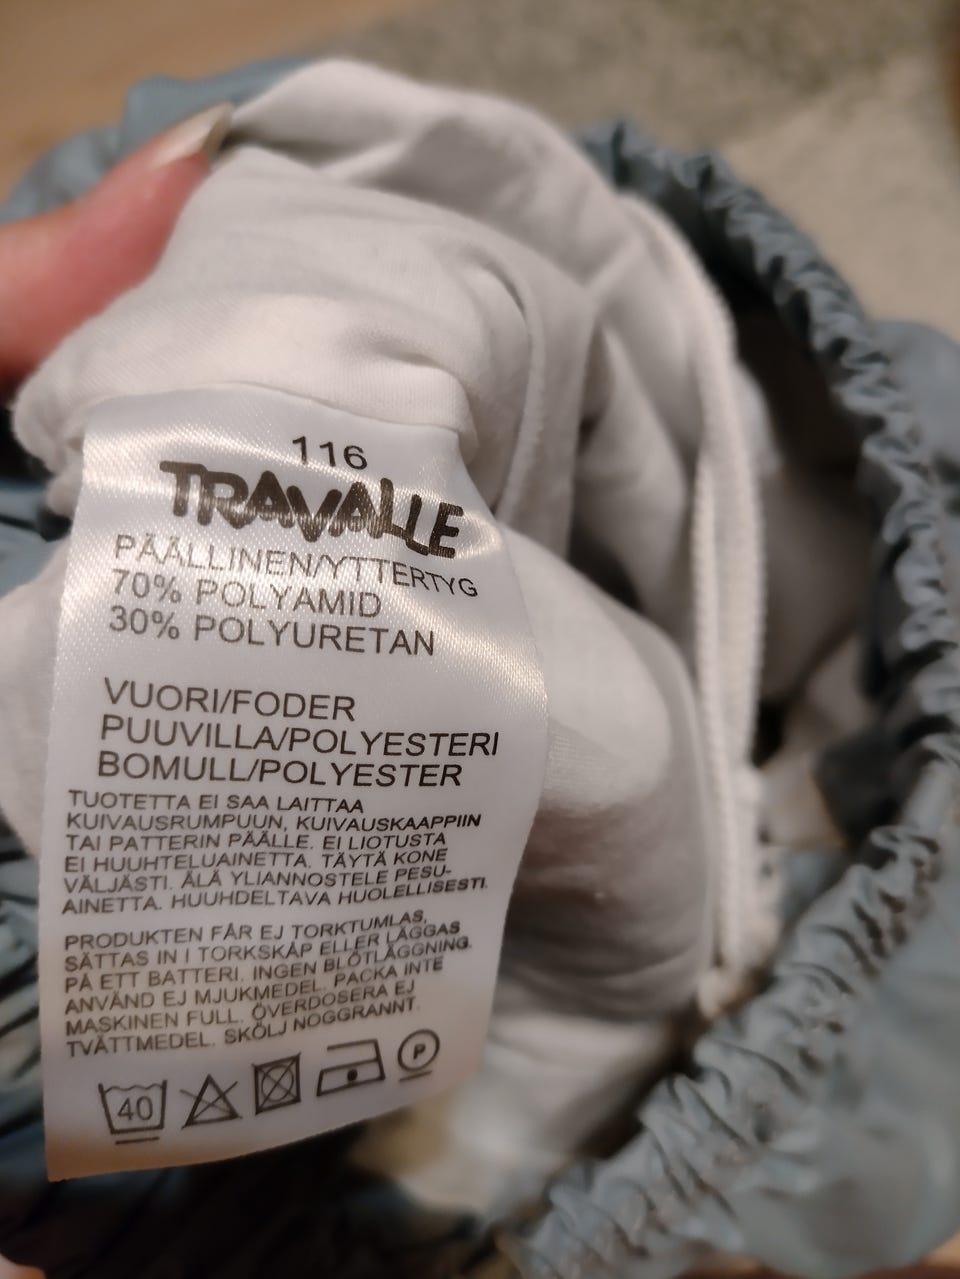 116
TRAVALLE
PÄÄLLINEN/YTTERTYG
70% POLYAMID
30% POLYURETAN
VUORI/FODER
PUUVILLA/POLYESTERI
BOMULL/POLYESTER
TUOTETTA EI SAA LAITTAA
KUIVAUSRUMPUUN, KUIVAUSKAAPPIIN
TAI PATTERIN PÄÄLLE. EI LIOTUSTA
EI HUUHTELUAINETTA. TÄYTÄ KONE
VÄLJÄSTI. ÄLÄ YLIANNOSTELE PESU-
AINETTA. HUUHDELTAVA HUOLELLISESTI.
PRODUKTEN FÅR EJ TORKTUMLAS,
SÄTTAS IN I TORKSKÅP ELLER LÄGGAS
PÅ ETT BATTERI. INGEN BLÖTLÄGGNING.
ANVÄND EJ MJUKMEDEL. PACKA INTE
MASKINEN FULL. ÖVERDOSERA EJ
TVÄTTMEDEL. SKÖLJ NOGGRANNT.
40 P